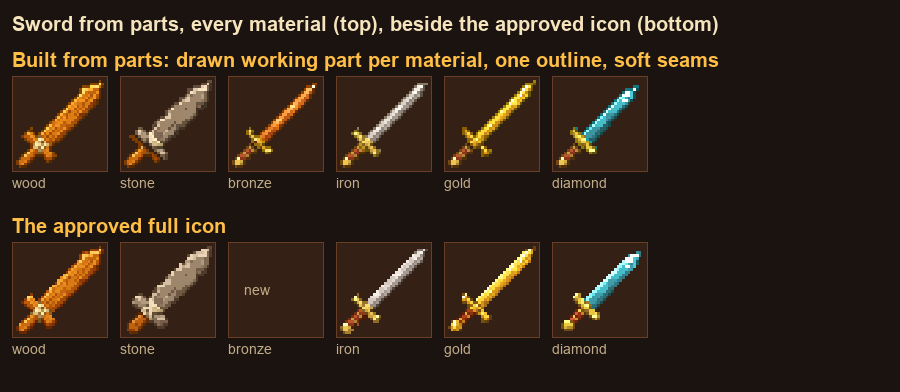 Sword from parts, every material (top), beside the approved icon (bottom)
Built from parts: drawn working part per material, one outline, soft seams
wood stone bronze iron gold diamond
The approved full icon
new
wood stone bronze iron gold diamond